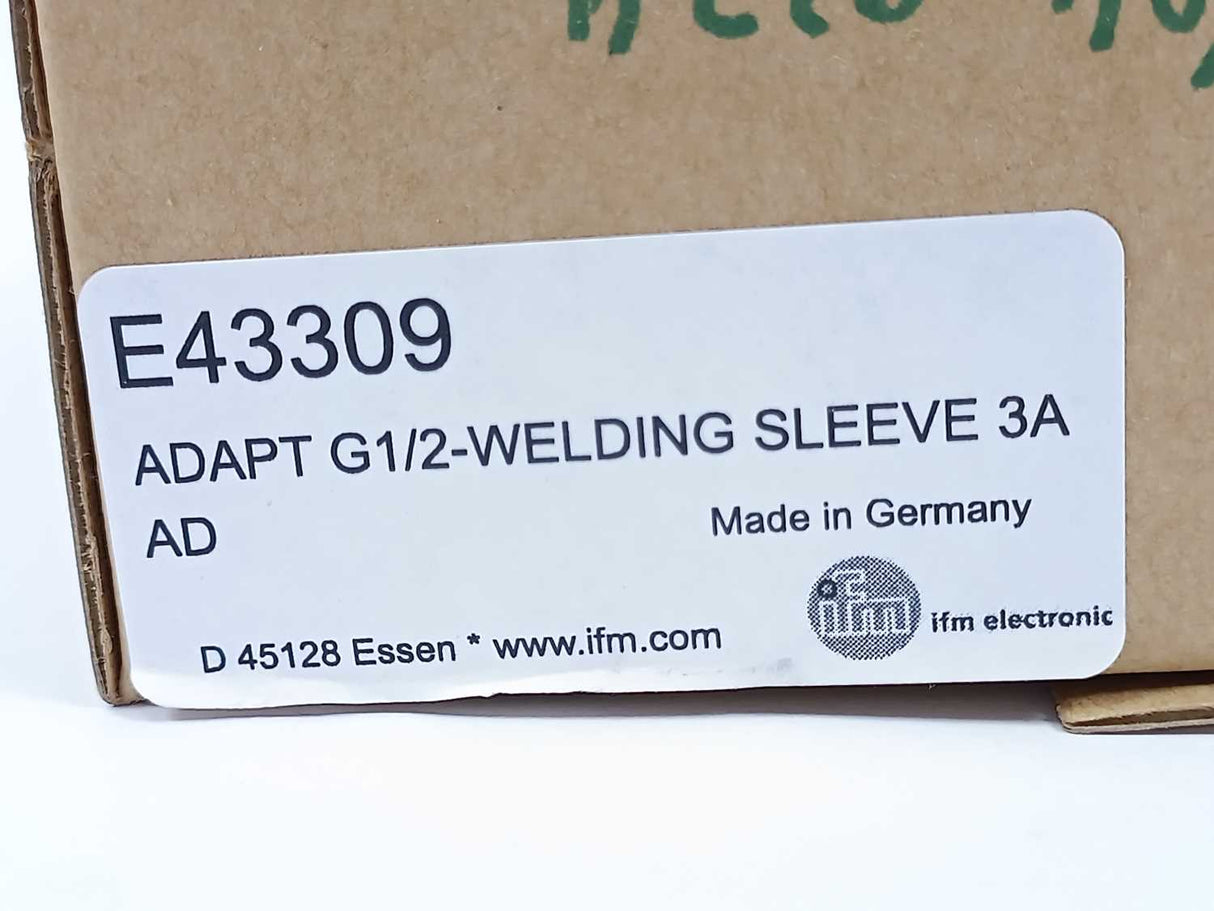 E43309
ADAPT G1/2-WELDING SLEEVE 3A
AD
Made in Germany
ifm
ifm electronic
D 45128 Essen * www.ifm.com